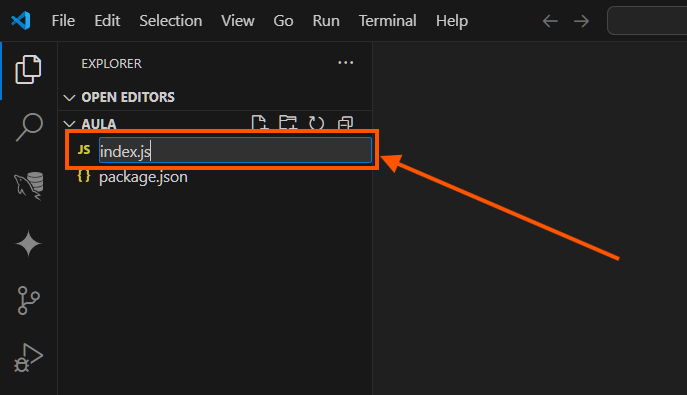 File Edit Selection View Go Run Terminal Help
EXPLORER
OPEN EDITORS
AULA
JS index.js
{} package.json